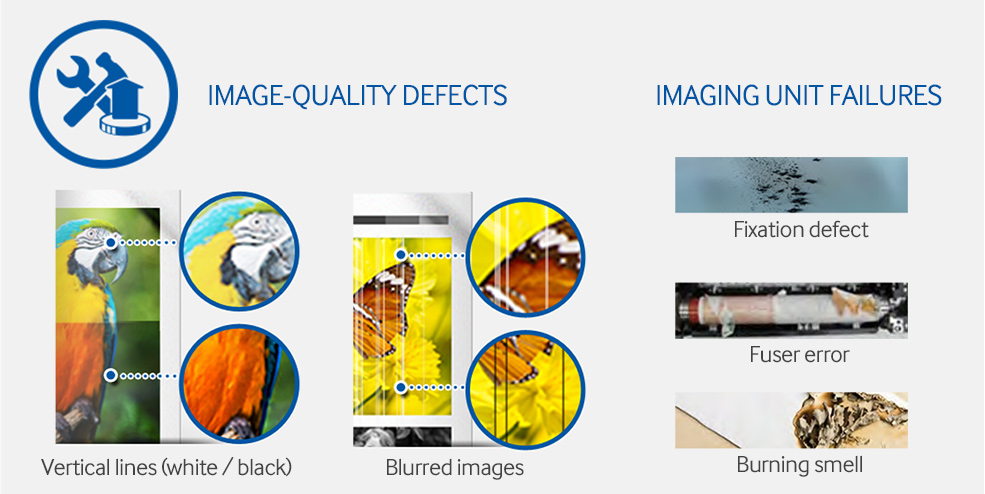 IMAGE-QUALITY DEFECTS
IMAGING UNIT FAILURES
Vertical lines (white / black)
Blurred images
Fixation defect
Fuser error
Burning smell